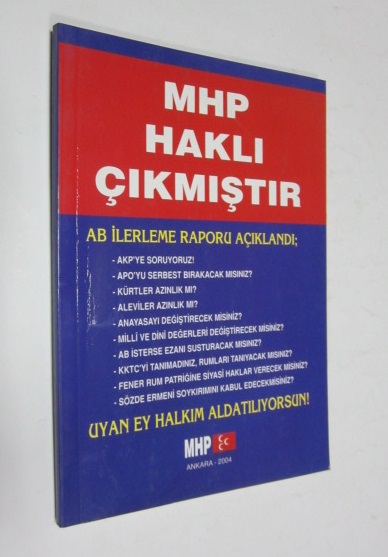 MHP
HAKLI
ÇIKMIŞTIR
AB İLERLEME RAPORU AÇIKLANDI;
- AKP'YE SORUYORUZ!
- APO'YU SERBEST BIRAKACAK MISINIZ?
- KÜRTLER AZINLIK MI?
- ALEVİLER AZINLIK MI?
- ANAYASAYI DEĞİŞTİRECEK MİSİNİZ?
- MİLLİ VE DİNİ DEĞERLERİ DEĞİŞTİRECEK MİSİNİZ?
- AB İSTERSE EZANI SUSTURACAK MISINIZ?
- KKTC'Yİ TANIMADINIZ, RUMLARI TANIYACAK MISINIZ?
- FENER RUM PATRİĞİNE SİYASİ HAKLAR VERECEK MİSİNİZ?
- SÖZDE ERMENİ SOYKIRIMINI KABUL EDECEKMİSİNİZ?
UYAN EY HALKIM ALDATILIYORSUN!
MHP
ANKARA - 2004